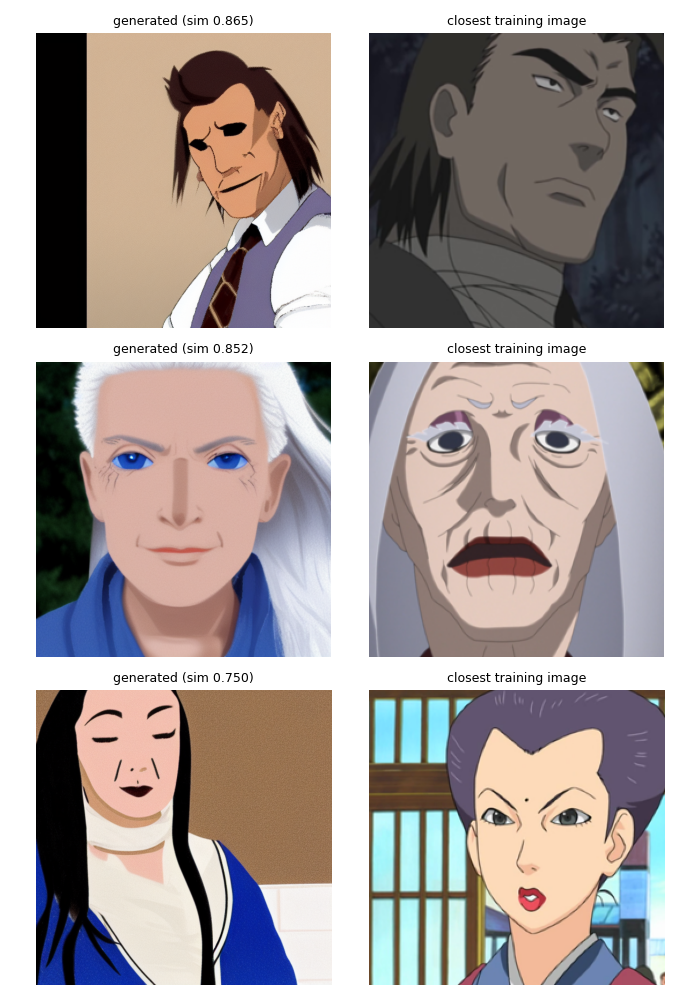 generated (sim 0.865)
closest training image
generated (sim 0.852)
closest training image
generated (sim 0.750)
closest training image